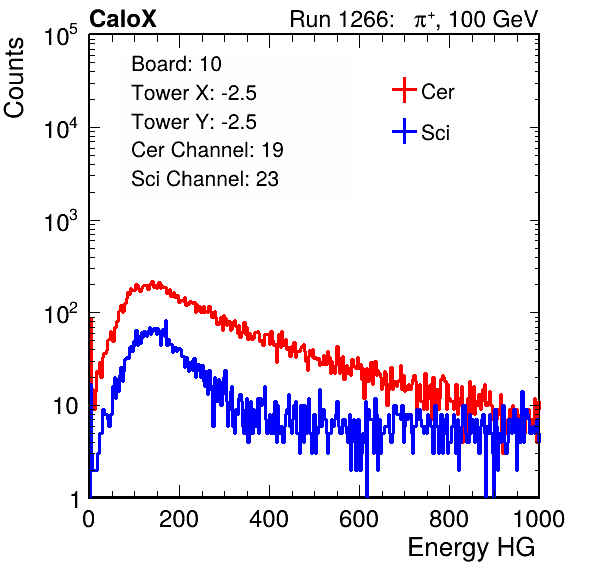 CaloX Run 1266: π⁺, 100 GeV
Counts
Board: 10
Tower X: -2.5
Tower Y: -2.5
Cer Channel: 19
Sci Channel: 23
Cer
Sci
10⁵
10⁴
10³
10²
10
1
0 200 400 600 800 1000
Energy HG